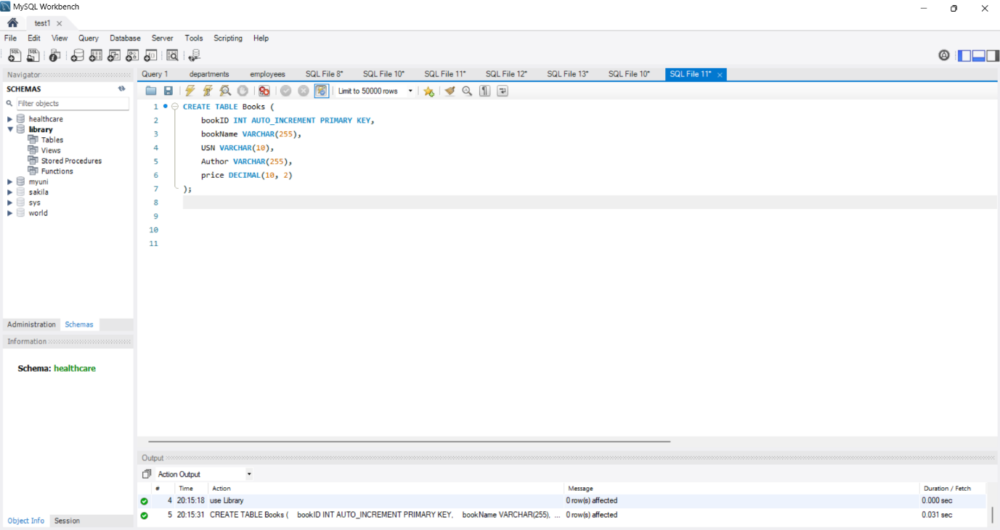 MySQL Workbench
test1
File Edit View Query Database Server Tools Scripting Help
Navigator
SCHEMAS
Filter objects
healthcare
library
Tables
Views
Stored Procedures
Functions
myuni
sakila
sys
world
Administration Schemas
Information
Schema: healthcare
Object Info Session
Query 1 departments employees SQL File 8* SQL File 10* SQL File 11* SQL File 12* SQL File 13* SQL File 10* SQL File 11*
Limit to 50000 rows
1 CREATE TABLE Books (
2 bookID INT AUTO_INCREMENT PRIMARY KEY,
3 bookName VARCHAR(255),
4 USN VARCHAR(10),
5 Author VARCHAR(255),
6 price DECIMAL(10, 2)
7 );
8
9
10
11
Output
Action Output
# Time Action Message Duration / Fetch
4 20:15:18 use Library 0 row(s) affected 0.000 sec
5 20:15:31 CREATE TABLE Books ( bookID INT AUTO_INCREMENT PRIMARY KEY, bookName VARCHAR(255), ... 0 row(s) affected 0.031 sec